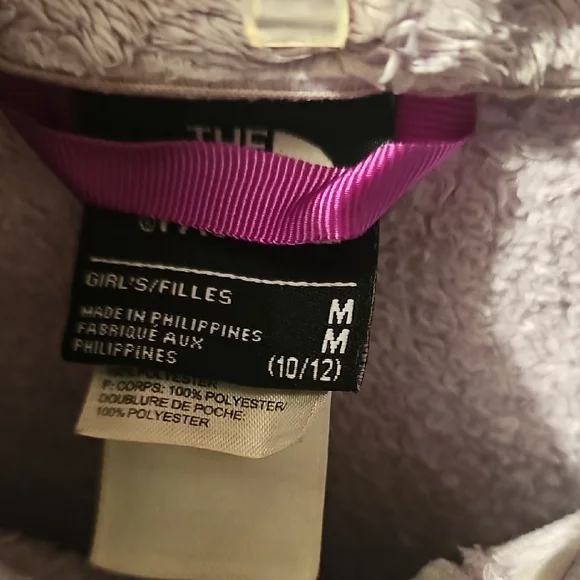 THE
GIRL'S/FILLES
M
MADE IN PHILIPPINES
FABRIQUÉ AUX
PHILIPPINES
M
(10/12)
POLYESTER
F: CORPS: 100% POLYESTER/
DOUBLURE DE POCHE:
100% POLYESTER